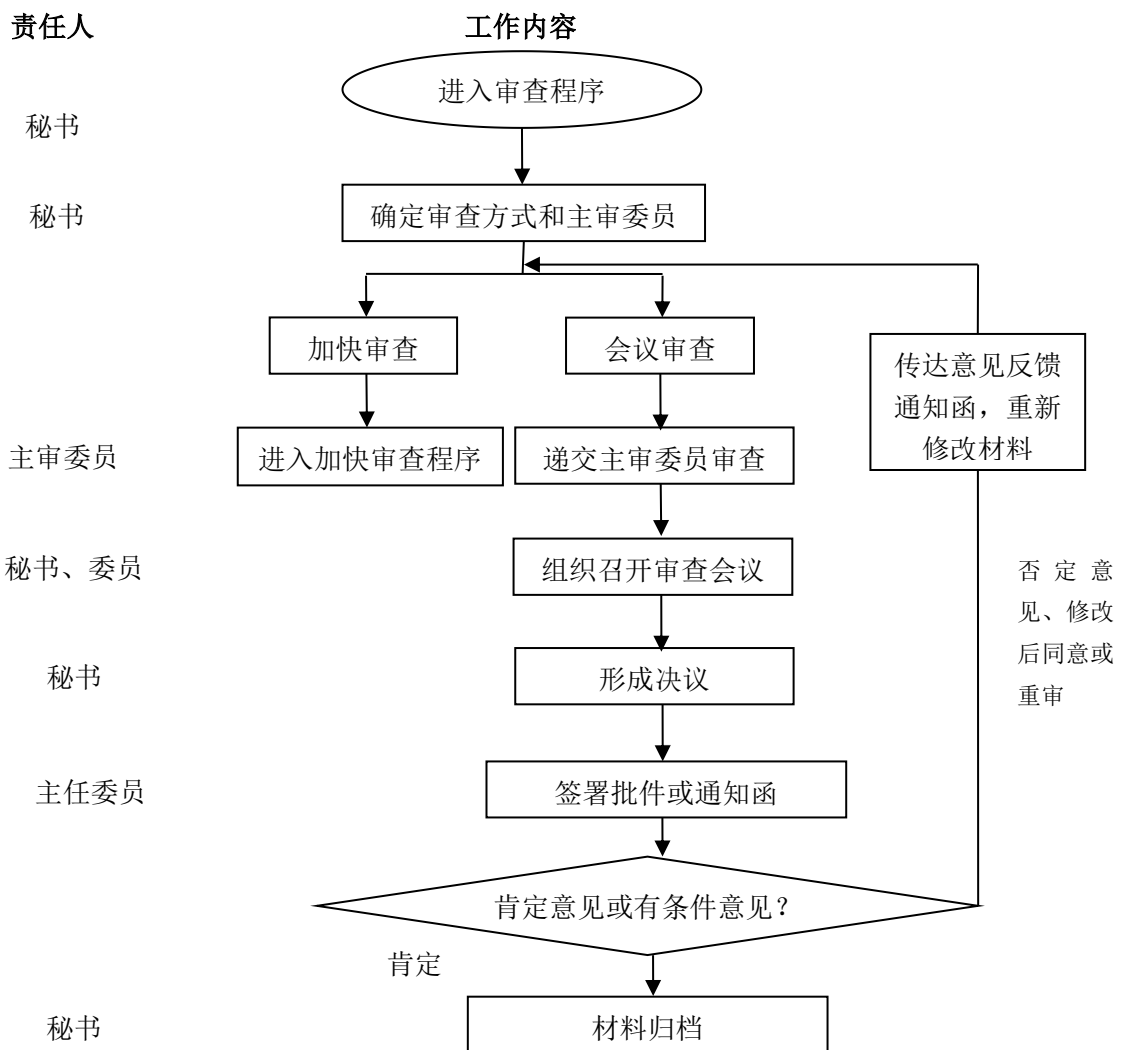 责任人 工作内容
进入审查程序
秘书
秘书 确定审查方式和主审委员
加快审查 会议审查
传达意见反馈
通知函，重新
修改材料
主审委员 进入加快审查程序 递交主审委员审查
秘书、委员 组织召开审查会议
否定意
见、修改
后同意或
重审
秘书 形成决议
主任委员 签署批件或通知函
肯定意见或有条件意见？
肯定
秘书 材料归档